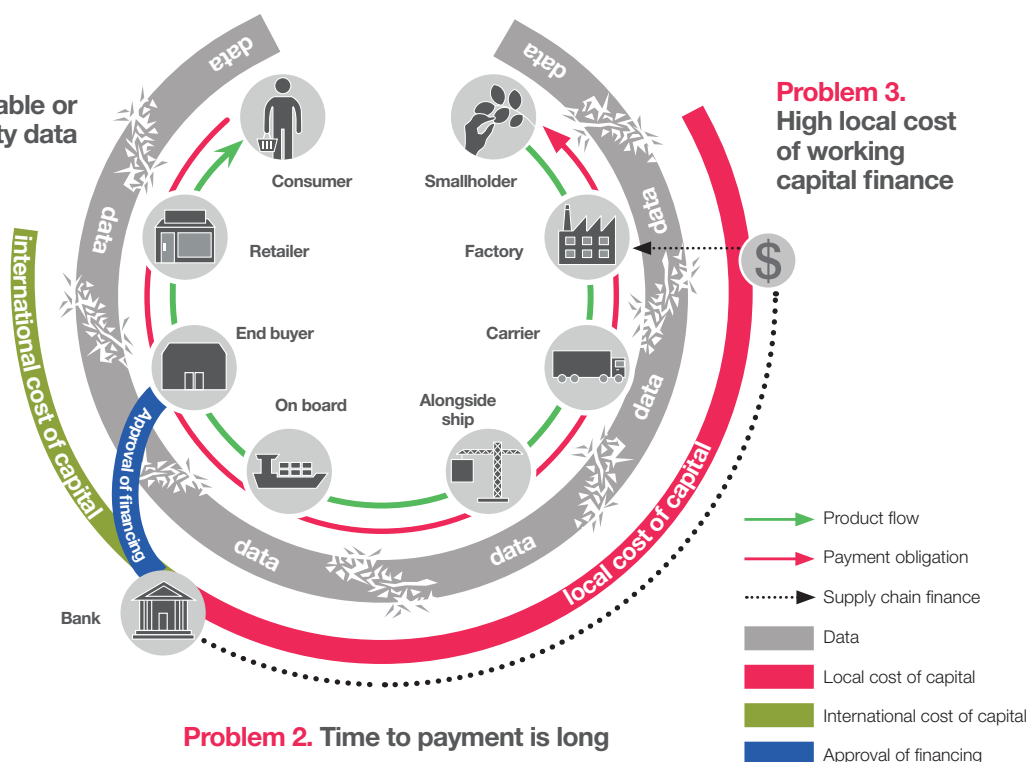 able or
ty data
Problem 3.
High local cost
of working
capital finance
data
data
Consumer
Smallholder
data
data
Retailer
Factory
$
international cost of capital
End buyer
Carrier
On board
Alongside
ship
data
Approval of financing
data
data
local cost of capital
Bank
Product flow
Payment obligation
Supply chain finance
Data
Local cost of capital
International cost of capital
Approval of financing
Problem 2. Time to payment is long